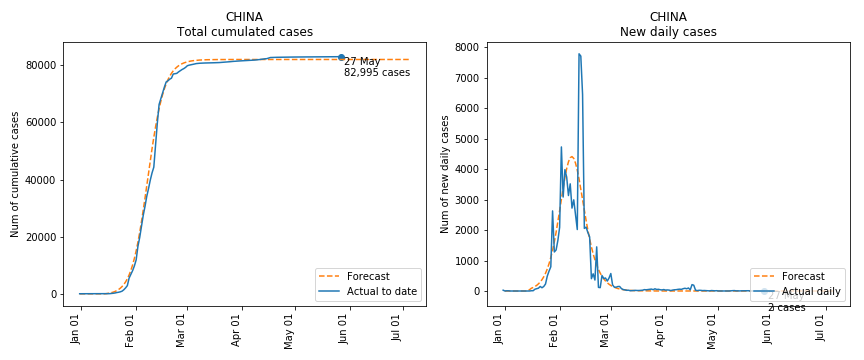 CHINA
Total cumulated cases
Num of cumulative cases
80000
60000
40000
20000
0
27 May
82,995 cases
Forecast
Actual to date
Jan 01
Feb 01
Mar 01
Apr 01
May 01
Jun 01
Jul 01
CHINA
New daily cases
Num of new daily cases
8000
7000
6000
5000
4000
3000
2000
1000
0
Forecast
Actual daily
27 May
2 cases
Jan 01
Feb 01
Mar 01
Apr 01
May 01
Jun 01
Jul 01